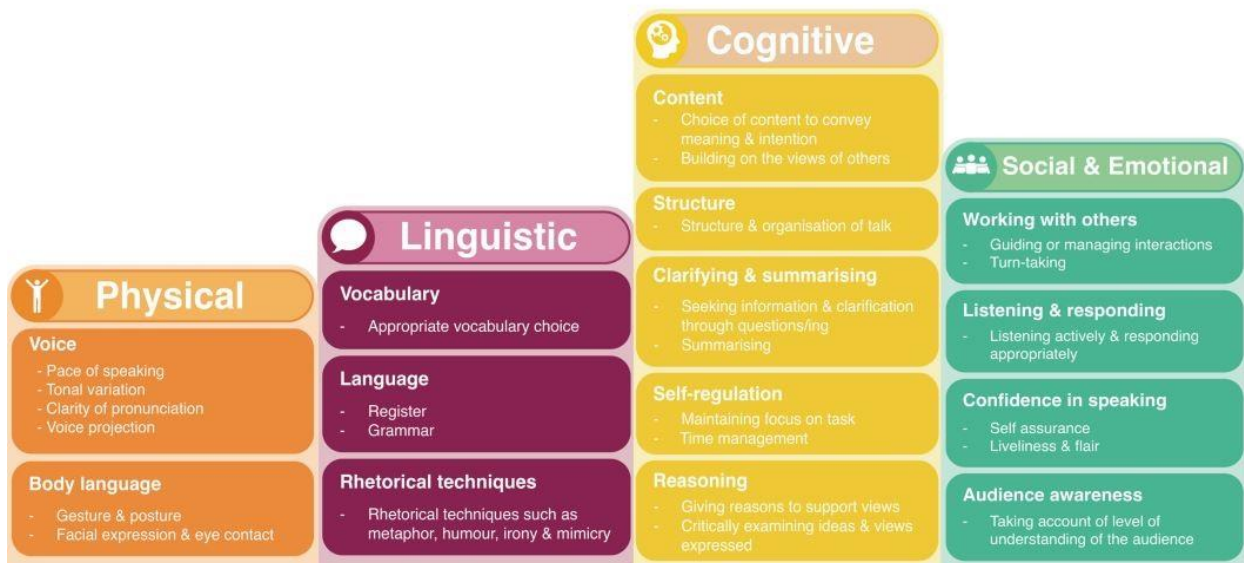 Physical
Voice
- Pace of speaking
- Tonal variation
- Clarity of pronunciation
- Voice projection
Body language
- Gesture & posture
- Facial expression & eye contact
Linguistic
Vocabulary
- Appropriate vocabulary choice
Language
- Register
- Grammar
Rhetorical techniques
- Rhetorical techniques such as
metaphor, humour, irony & mimicry
Cognitive
Content
- Choice of content to convey
meaning & intention
- Building on the views of others
Structure
- Structure & organisation of talk
Clarifying & summarising
- Seeking information & clarification
through questions/ing
- Summarising
Self-regulation
- Maintaining focus on task
- Time management
Reasoning
- Giving reasons to support views
- Critically examining ideas & views
expressed
Social & Emotional
Working with others
- Guiding or managing interactions
- Turn-taking
Listening & responding
- Listening actively & responding
appropriately
Confidence in speaking
- Self assurance
- Liveliness & flair
Audience awareness
- Taking account of level of
understanding of the audience